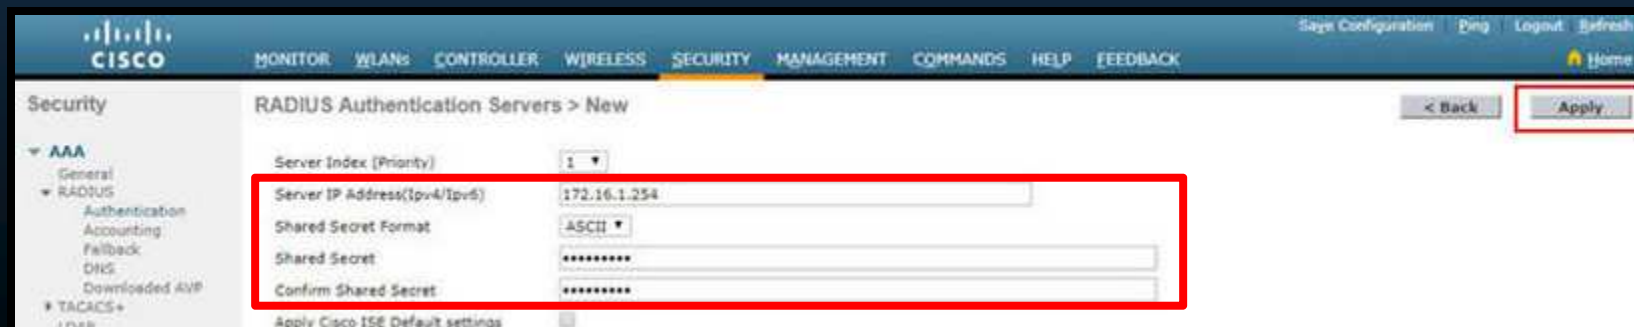 Save Configuration Ping Logout Refresh
CISCO MONITOR WLANs CONTROLLER WIRELESS SECURITY MANAGEMENT COMMANDS HELP FEEDBACK Home
Security
RADIUS Authentication Servers > New
< Back
Apply
AAA
General
RADIUS
Authentication
Accounting
Fallback
DNS
Downloaded AVP
TACACS+
LDAP
Server Index (Priority) 1
Server IP Address(Ipv4/Ipv6) 172.16.1.254
Shared Secret Format ASCII
Shared Secret •••••••••
Confirm Shared Secret •••••••••
Apply Cisco ISE Default settings